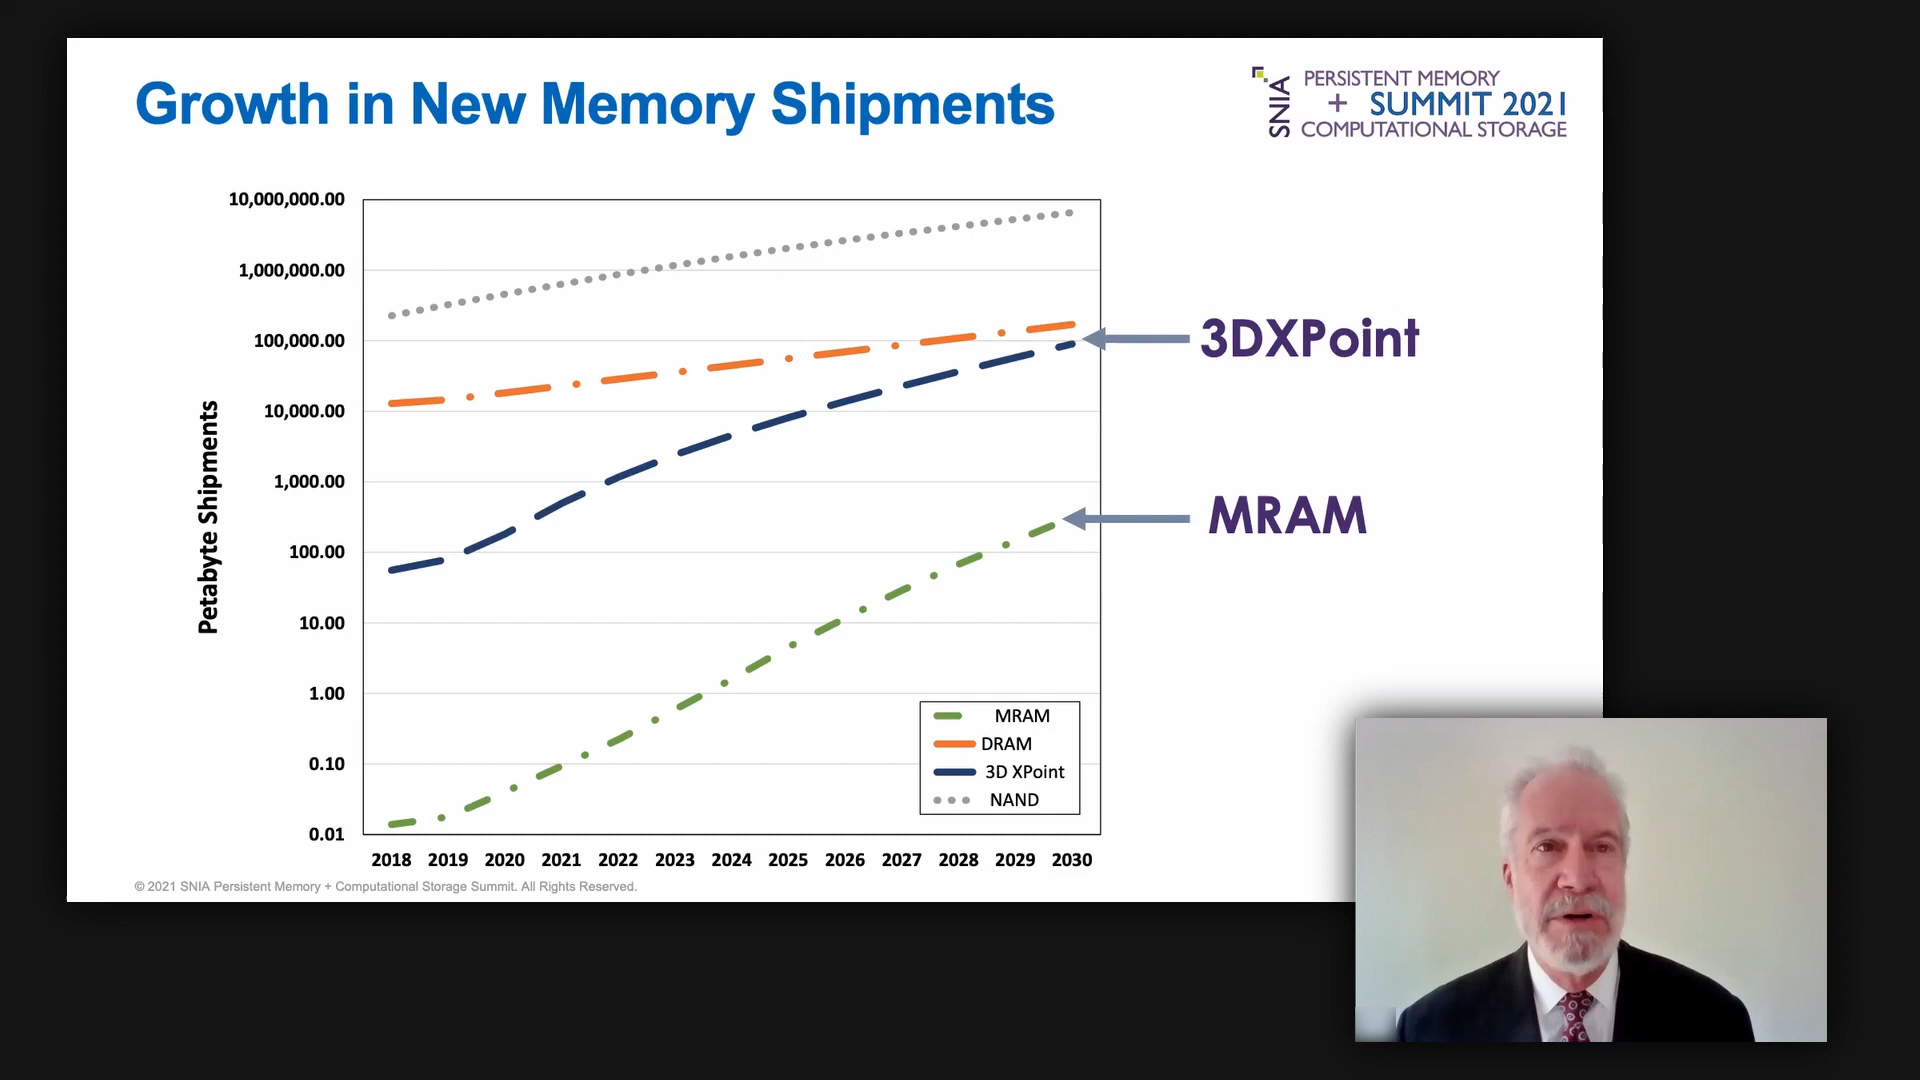 Growth in New Memory Shipments
SNIA
PERSISTENT MEMORY
+ SUMMIT 2021
COMPUTATIONAL STORAGE
Petabyte Shipments
10,000,000.00
1,000,000.00
100,000.00
10,000.00
1,000.00
100.00
10.00
1.00
0.10
0.01
2018 2019 2020 2021 2022 2023 2024 2025 2026 2027 2028 2029 2030
3DXPoint
MRAM
MRAM
DRAM
3D XPoint
NAND
© 2021 SNIA Persistent Memory + Computational Storage Summit. All Rights Reserved.